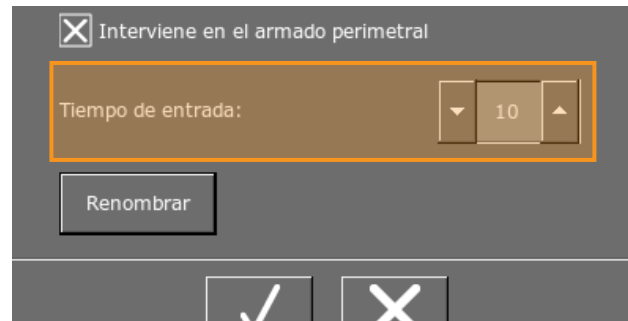 Interviene en el armado perimetral
Tiempo de entrada:
10
Renombrar